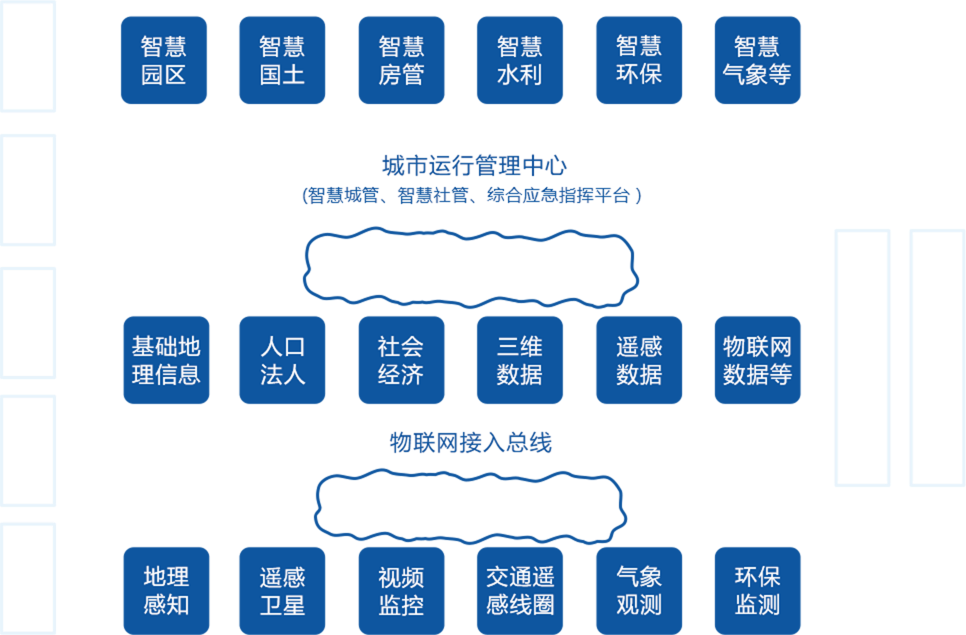 智慧
园区
智慧
国土
智慧
房管
智慧
水利
智慧
环保
智慧
气象等
城市运行管理中心
(智慧城管、智慧社管、综合应急指挥平台)
基础地
理信息
人口
法人
社会
经济
三维
数据
遥感
数据
物联网
数据等
物联网接入总线
地理
感知
遥感
卫星
视频
监控
交通遥
感线圈
气象
观测
环保
监测